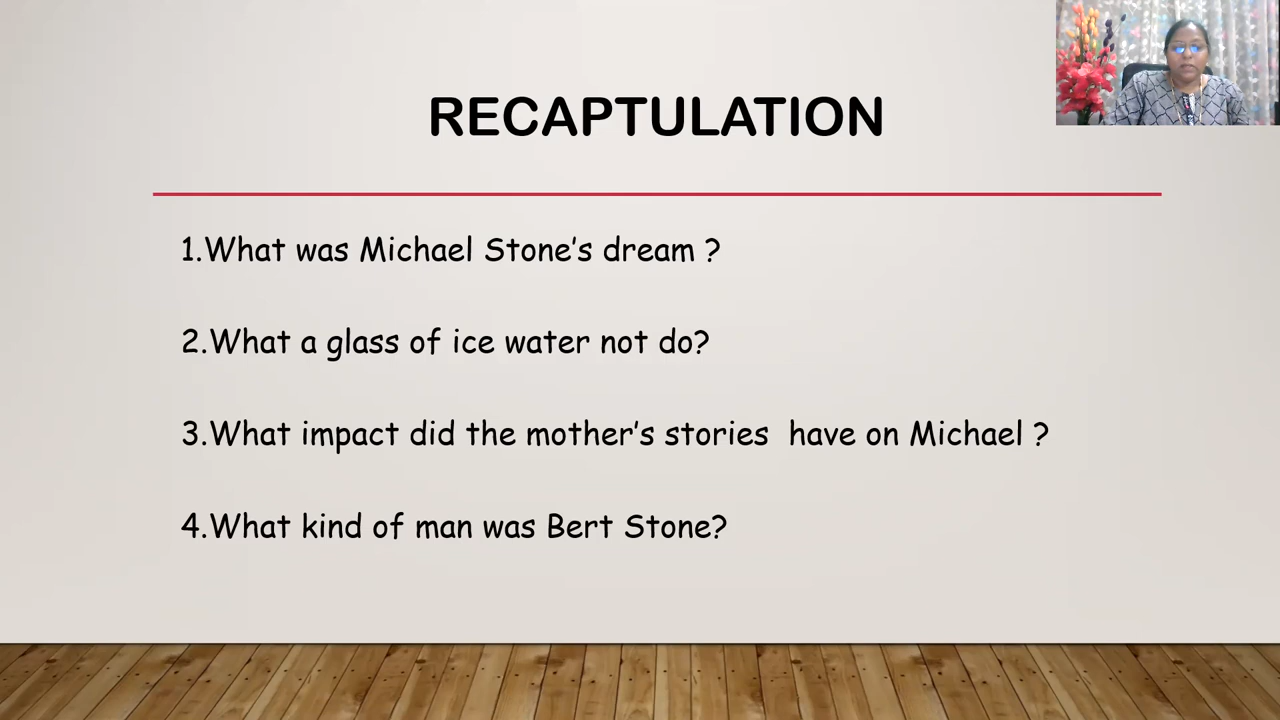 RECAPTULATION
1.What was Michael Stone's dream ?
2.What a glass of ice water not do?
3.What impact did the mother's stories  have on Michael ?
4.What kind of man was Bert Stone?